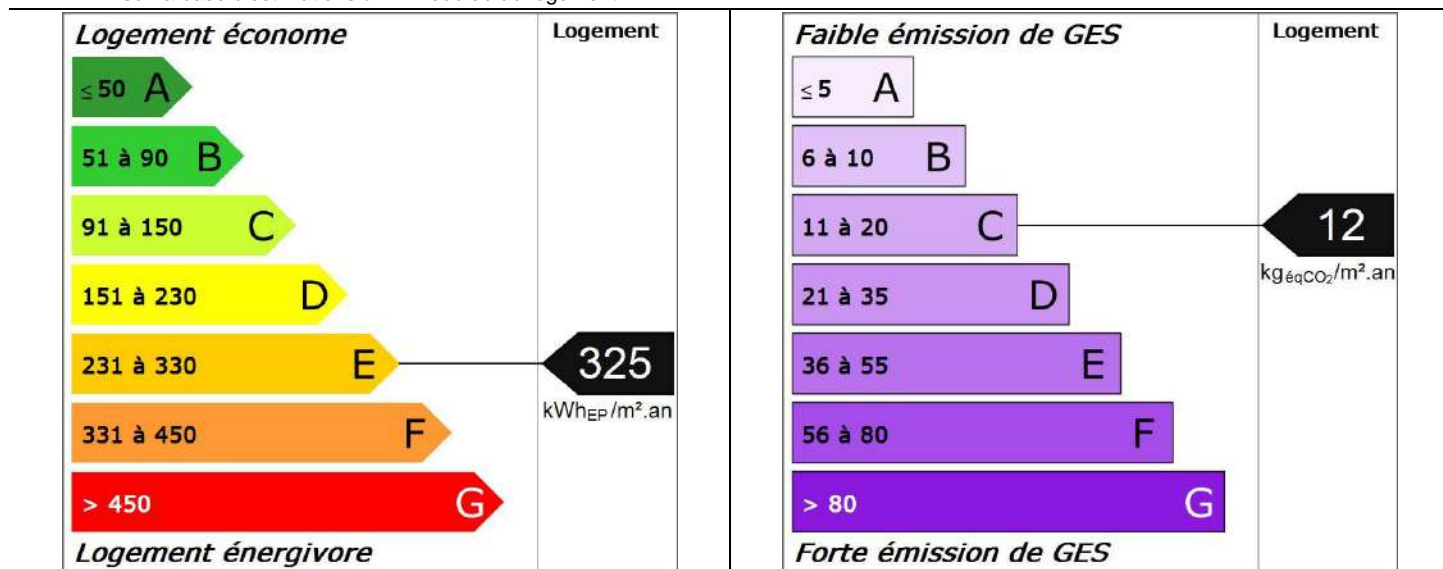 Logement économe Logement
≤ 50 A
51 à 90 B
91 à 150 C
151 à 230 D
231 à 330 E 325
kWhEP/m².an
331 à 450 F
> 450 G
Logement énergivore
Faible émission de GES Logement
≤ 5 A
6 à 10 B
11 à 20 C 12
kgéqCO₂/m².an
21 à 35 D
36 à 55 E
56 à 80 F
> 80 G
Forte émission de GES